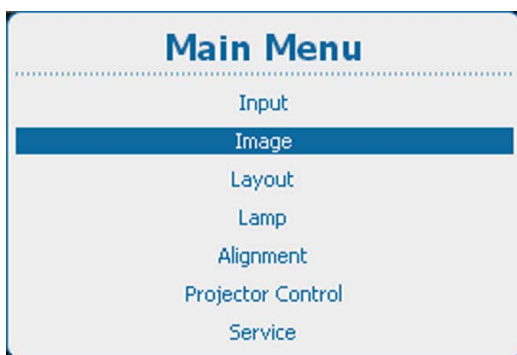 Main Menu
Input
Image
Layout
Lamp
Alignment
Projector Control
Service